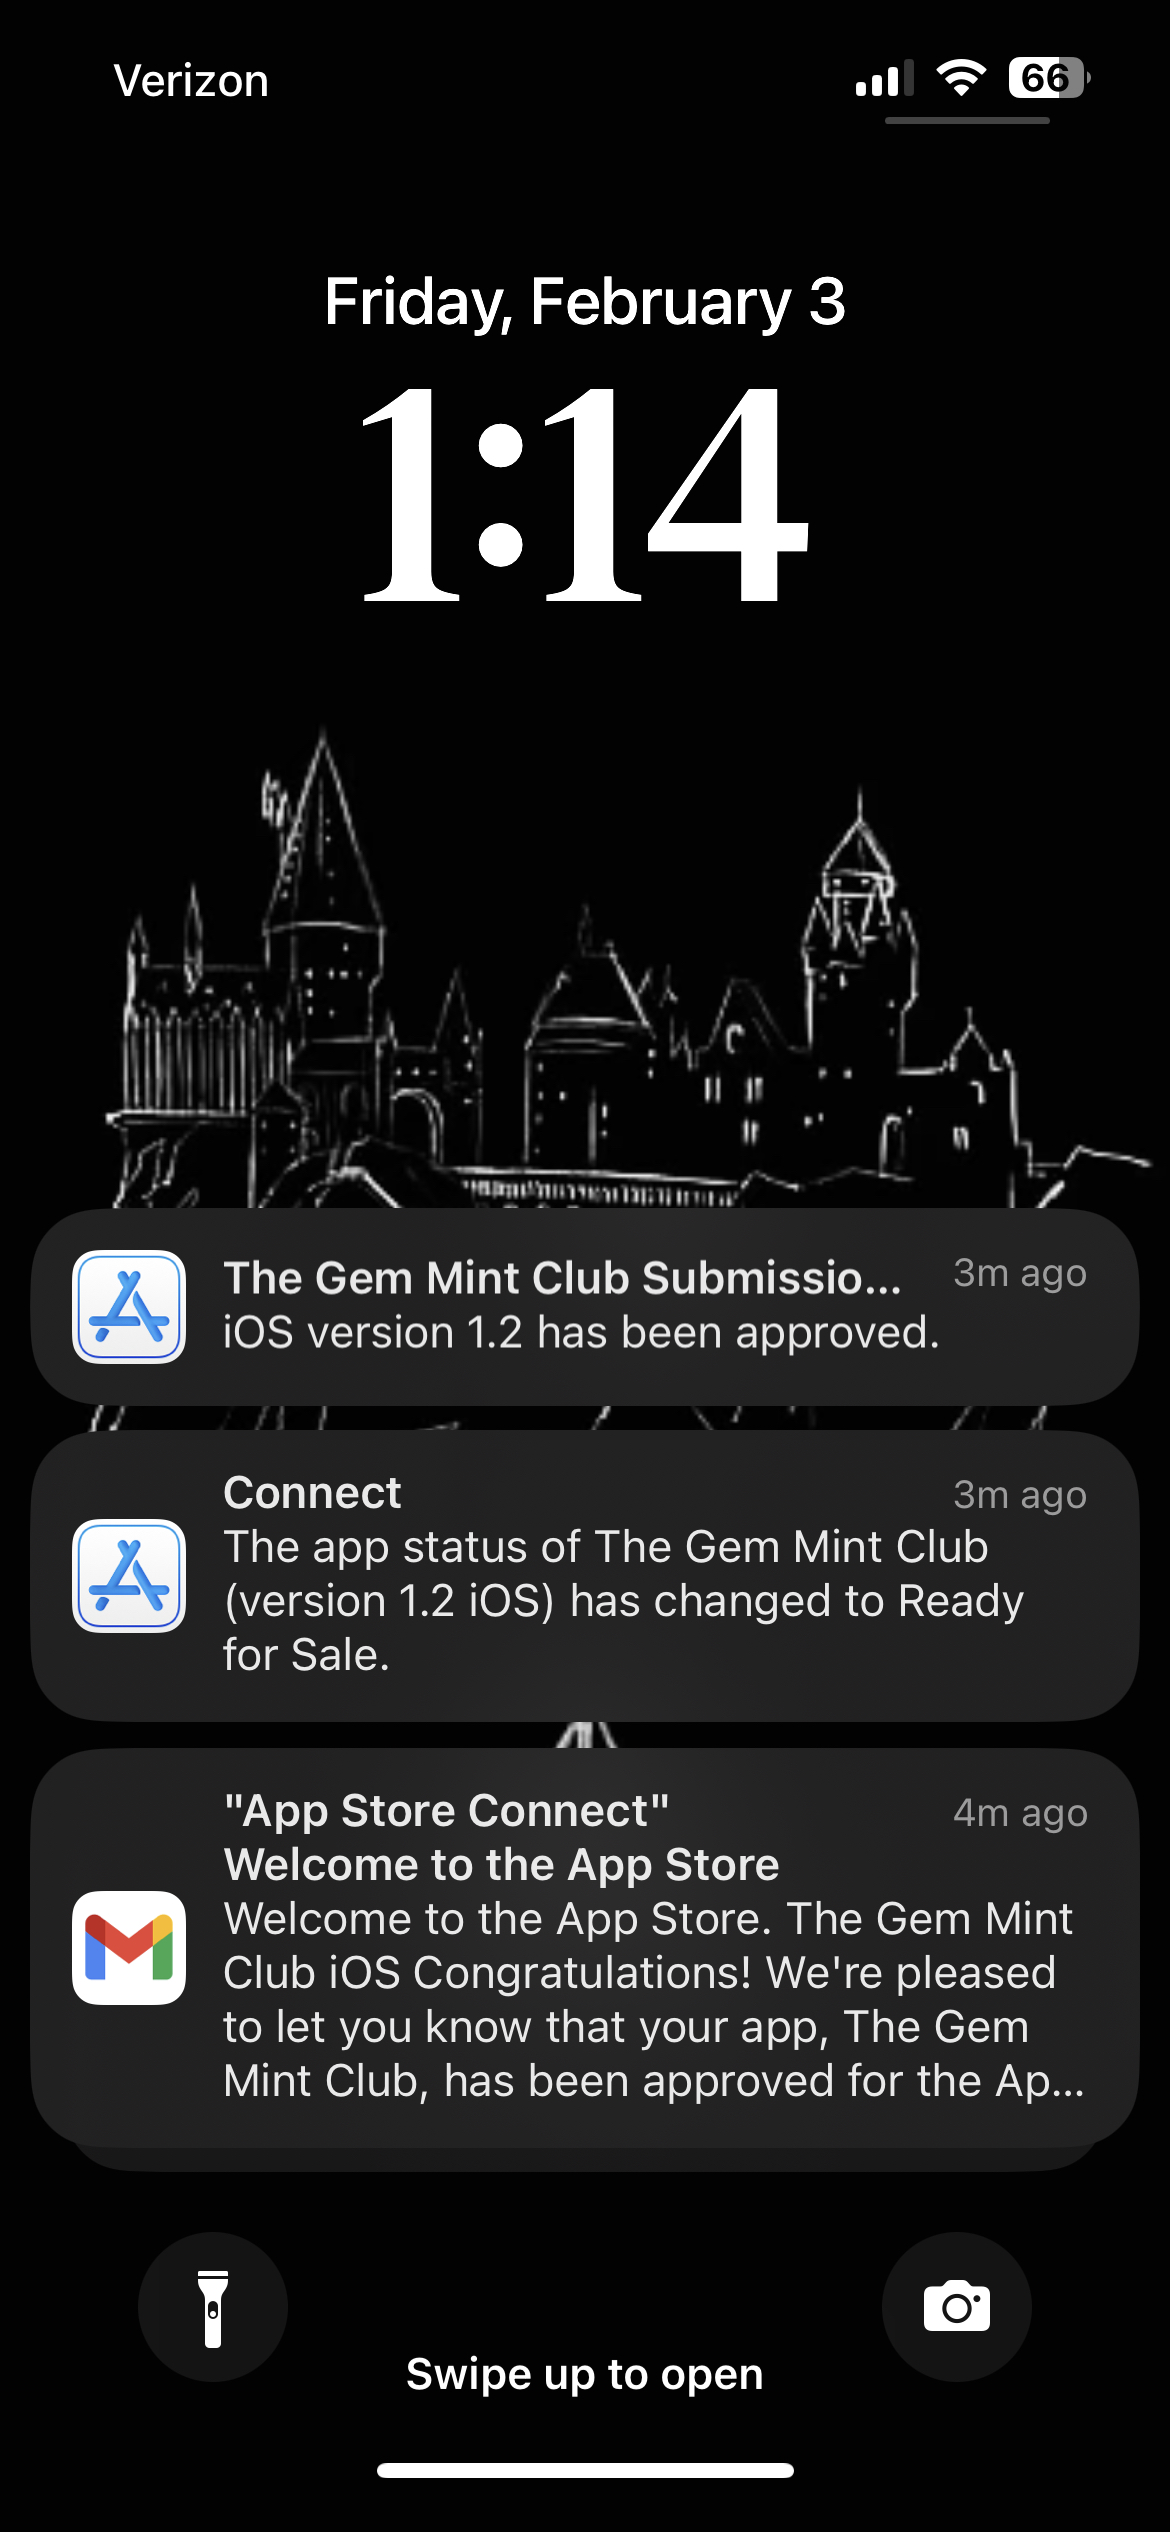 Verizon
66
Friday, February 3
1:14
The Gem Mint Club Submissio...
3m ago
iOS version 1.2 has been approved.
Connect
3m ago
The app status of The Gem Mint Club
(version 1.2 iOS) has changed to Ready
for Sale.
"App Store Connect"
4m ago
Welcome to the App Store
Welcome to the App Store. The Gem Mint
Club iOS Congratulations! We're pleased
to let you know that your app, The Gem
Mint Club, has been approved for the Ap...
Swipe up to open